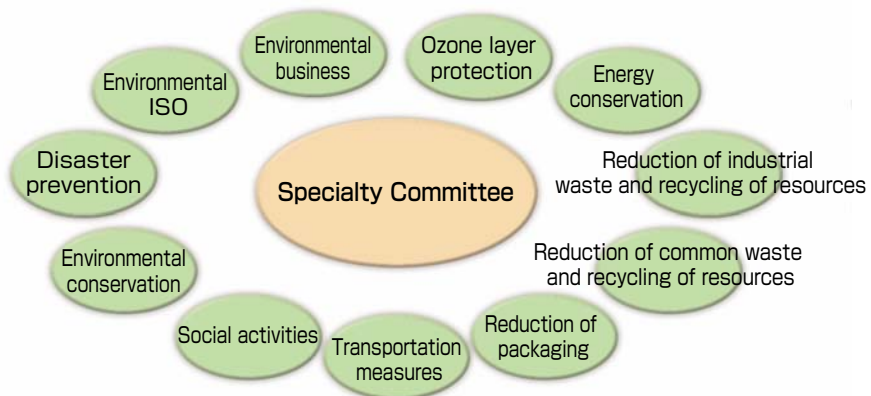 Environmental
business
Ozone layer
protection
Energy
conservation
Reduction of industrial
waste and recycling of resources
Reduction of common waste
and recycling of resources
Reduction of
packaging
Transportation
measures
Social activities
Environmental
conservation
Disaster
prevention
Environmental
ISO
Specialty Committee